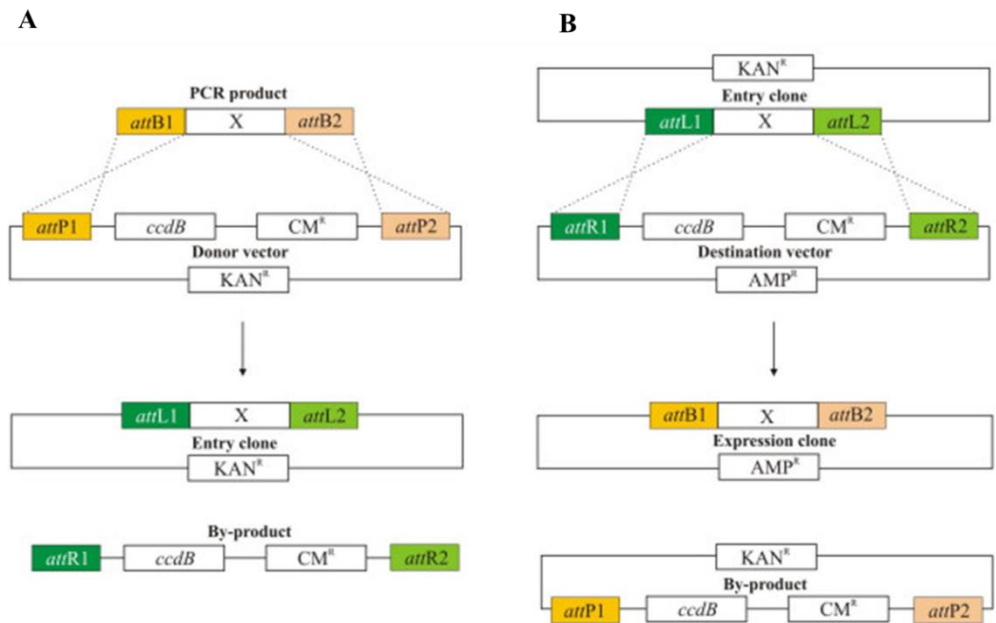 A
PCR product
attB1 X attB2
attP1 ccdB CMᴿ attP2
Donor vector
KANᴿ
attL1 X attL2
Entry clone
KANᴿ
By-product
attR1 ccdB CMᴿ attR2
B
KANᴿ
Entry clone
attL1 X attL2
attR1 ccdB CMᴿ attR2
Destination vector
AMPᴿ
attB1 X attB2
Expression clone
AMPᴿ
KANᴿ
By-product
attP1 ccdB CMᴿ attP2